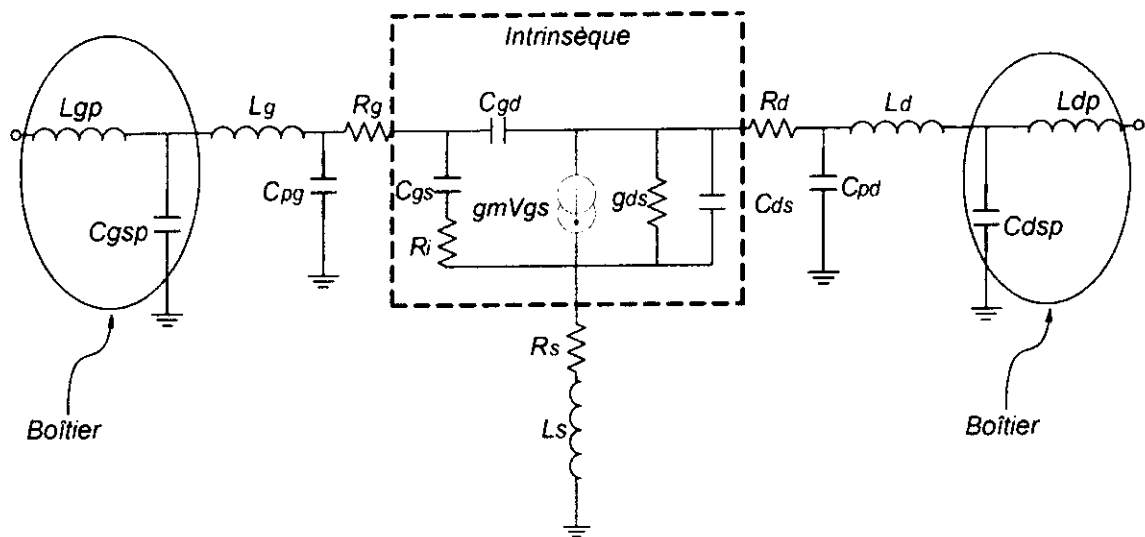 Intrinsèque
Lgp
Lg
Rg
Cgd
Rd
Ld
Ldp
Cgsp
Cpg
Cgs
Ri
gmVgs
gds
Cds
Cpd
Cdsp
Rs
Ls
Boîtier
Boîtier